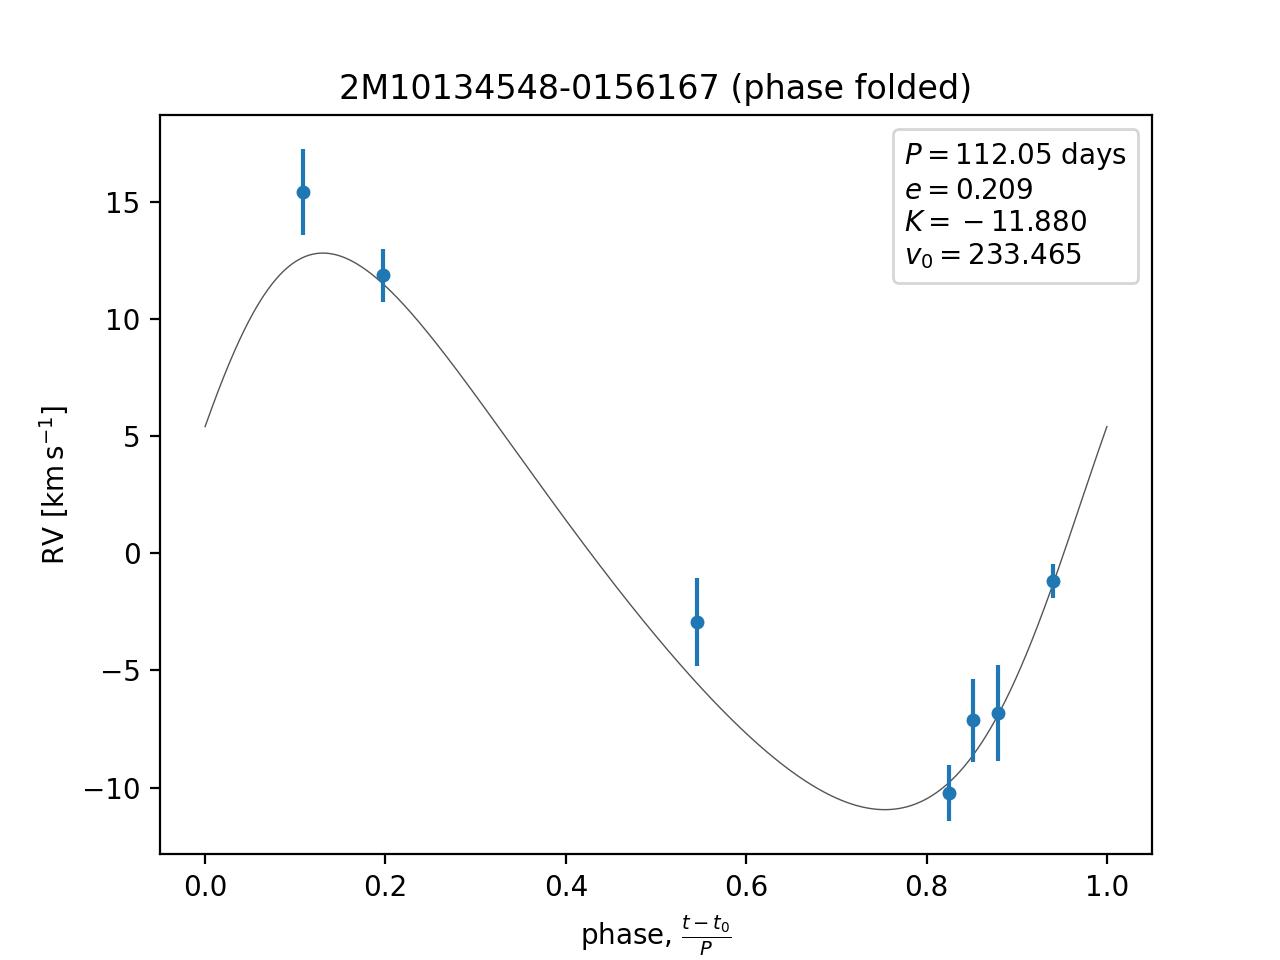 2M10134548-0156167 (phase folded)
P = 112.05 days
e = 0.209
K = −11.880
v₀ = 233.465
RV [km s⁻¹]
15
10
5
0
−5
−10
0.0 0.2 0.4 0.6 0.8 1.0
phase, (t − t₀)/P